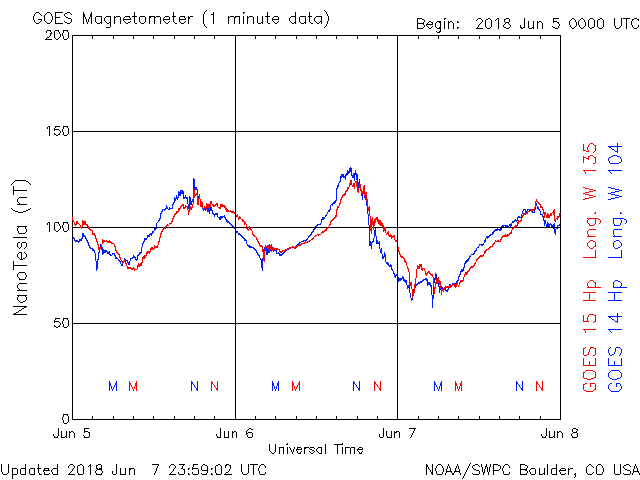 GOES Magnetometer (1 minute data)
Begin: 2018 Jun 5 0000 UTC
200
150
100
50
0
NanoTesla (nT)
M M N N M M N N M M N N
Jun 5 Jun 6 Jun 7 Jun 8
Universal Time
GOES 15 Hp Long. W 135
GOES 14 Hp Long. W 104
Updated 2018 Jun 7 23:59:02 UTC
NOAA/SWPC Boulder, CO USA